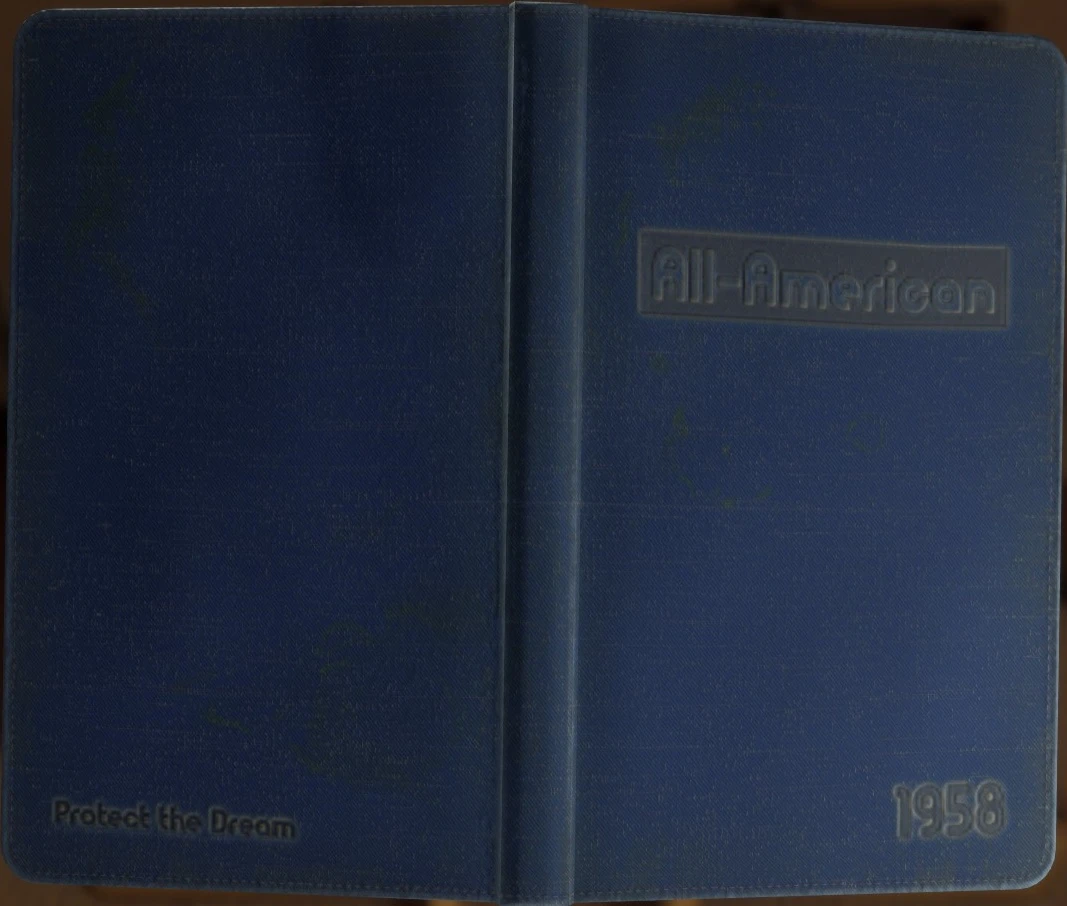 All-American
1958
Protect the Dream